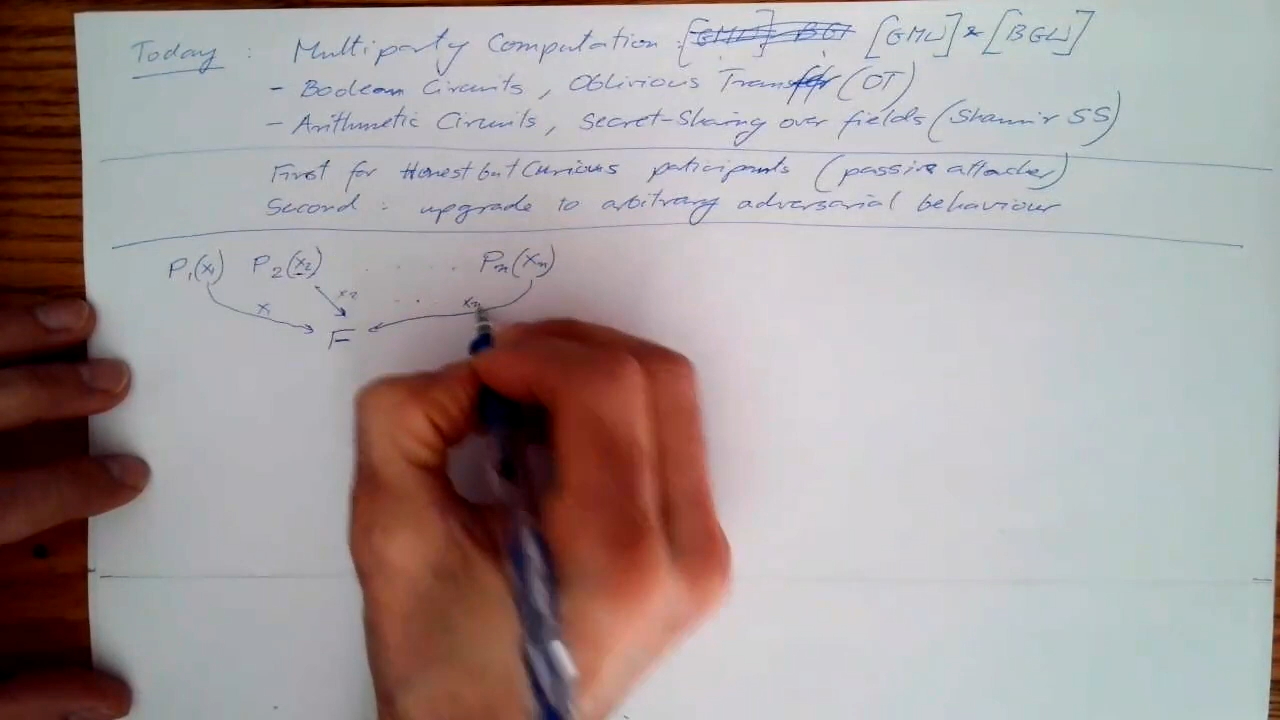 Today : Multiparty Computation : [GMW] & [BGW]
- Boolean Circuits, Oblivious Transfer (OT)
- Arithmetic Circuits, Secret-Sharing over fields (Shamir SS)
First for Honest but Curious participants (passive attacker)
Second : upgrade to arbitrary adversarial behaviour
P1(x1) P2(x2) . . . . Pn(xn)
x1 x2 . . . xn
F